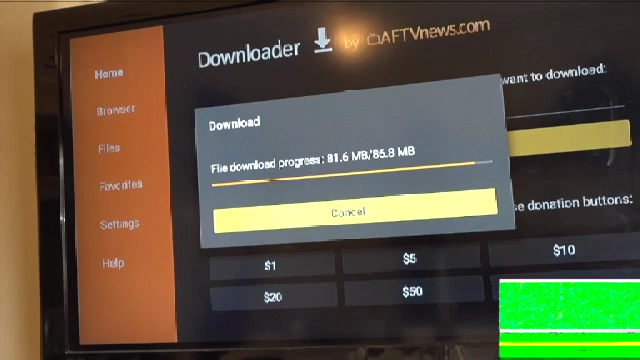 Downloader by AFTVnews.com
Home
Browser
Files
Favorites
Settings
Help
want to download:
Download
File download progress: 81.6 MB/85.8 MB
Cancel
se donation buttons:
$1
$5
$10
$20
$50